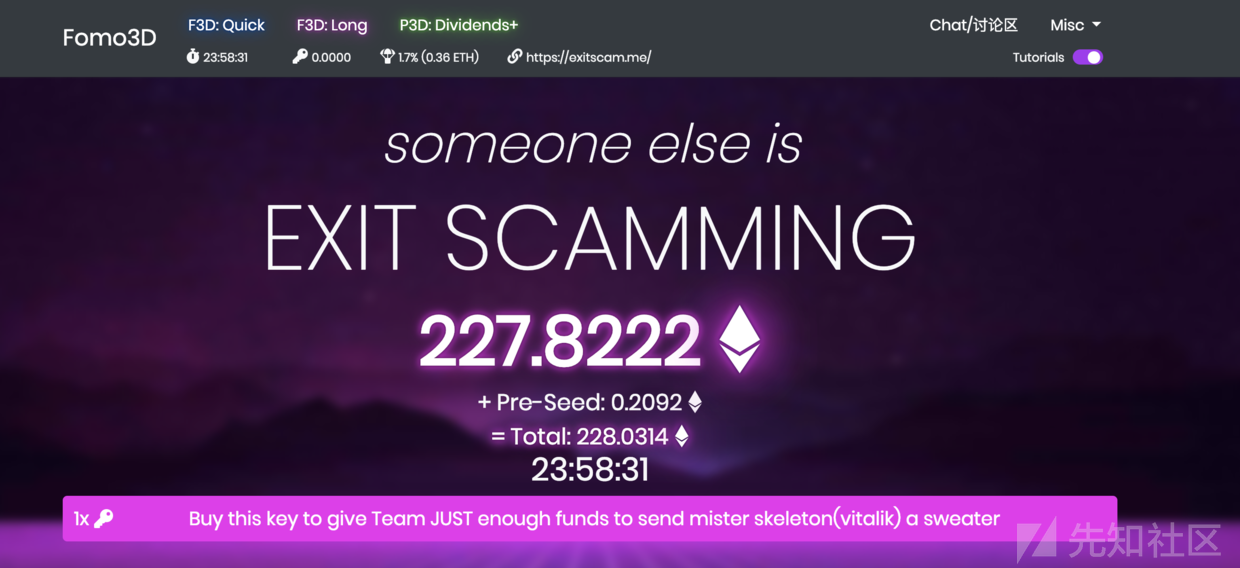 Fomo3D
F3D: Quick F3D: Long P3D: Dividends+
Chat/讨论区 Misc
23:58:31 0.0000 1.7% (0.36 ETH) https://exitscam.me/
Tutorials
someone else is
EXIT SCAMMING
227.8222
+ Pre-Seed: 0.2092
= Total: 228.0314
23:58:31
1x Buy this key to give Team JUST enough funds to send mister skeleton(vitalik) a sweater
先知社区